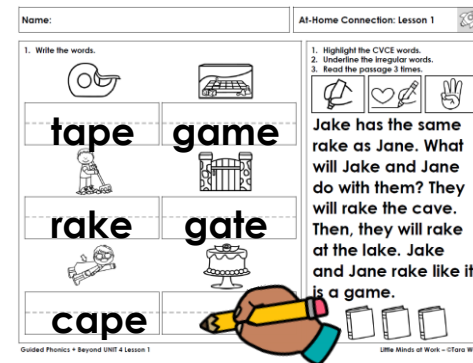 Name:
At-Home Connection: Lesson 1
1. Write the words.
tape game
rake gate
cape
1. Highlight the CVCE words.
2. Underline the irregular words.
3. Read the passage 3 times.
Jake has the same
rake as Jane. What
will Jake and Jane
do with them? They
will rake the cave.
Then, they will rake
at the lake. Jake
and Jane rake like it
is a game.
Guided Phonics + Beyond UNIT 4 Lesson 1
Little Minds at Work - ©Tara W